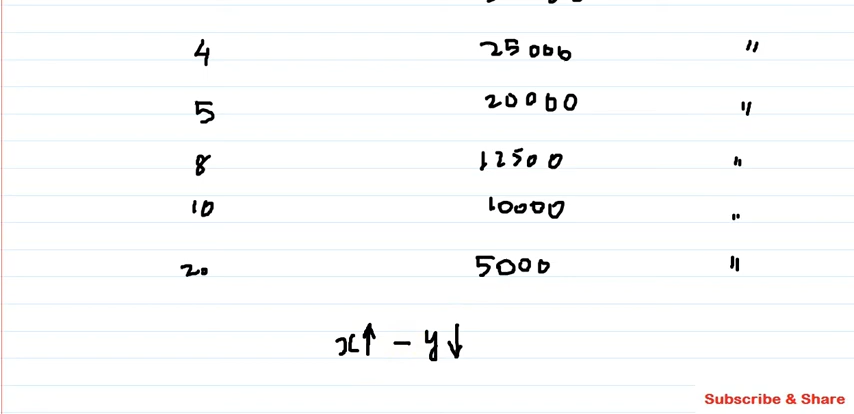 4 25000 "
5 20000 "
8 12500 "
10 10000 "
20 5000 "
x↑ – y↓
Subscribe & Share